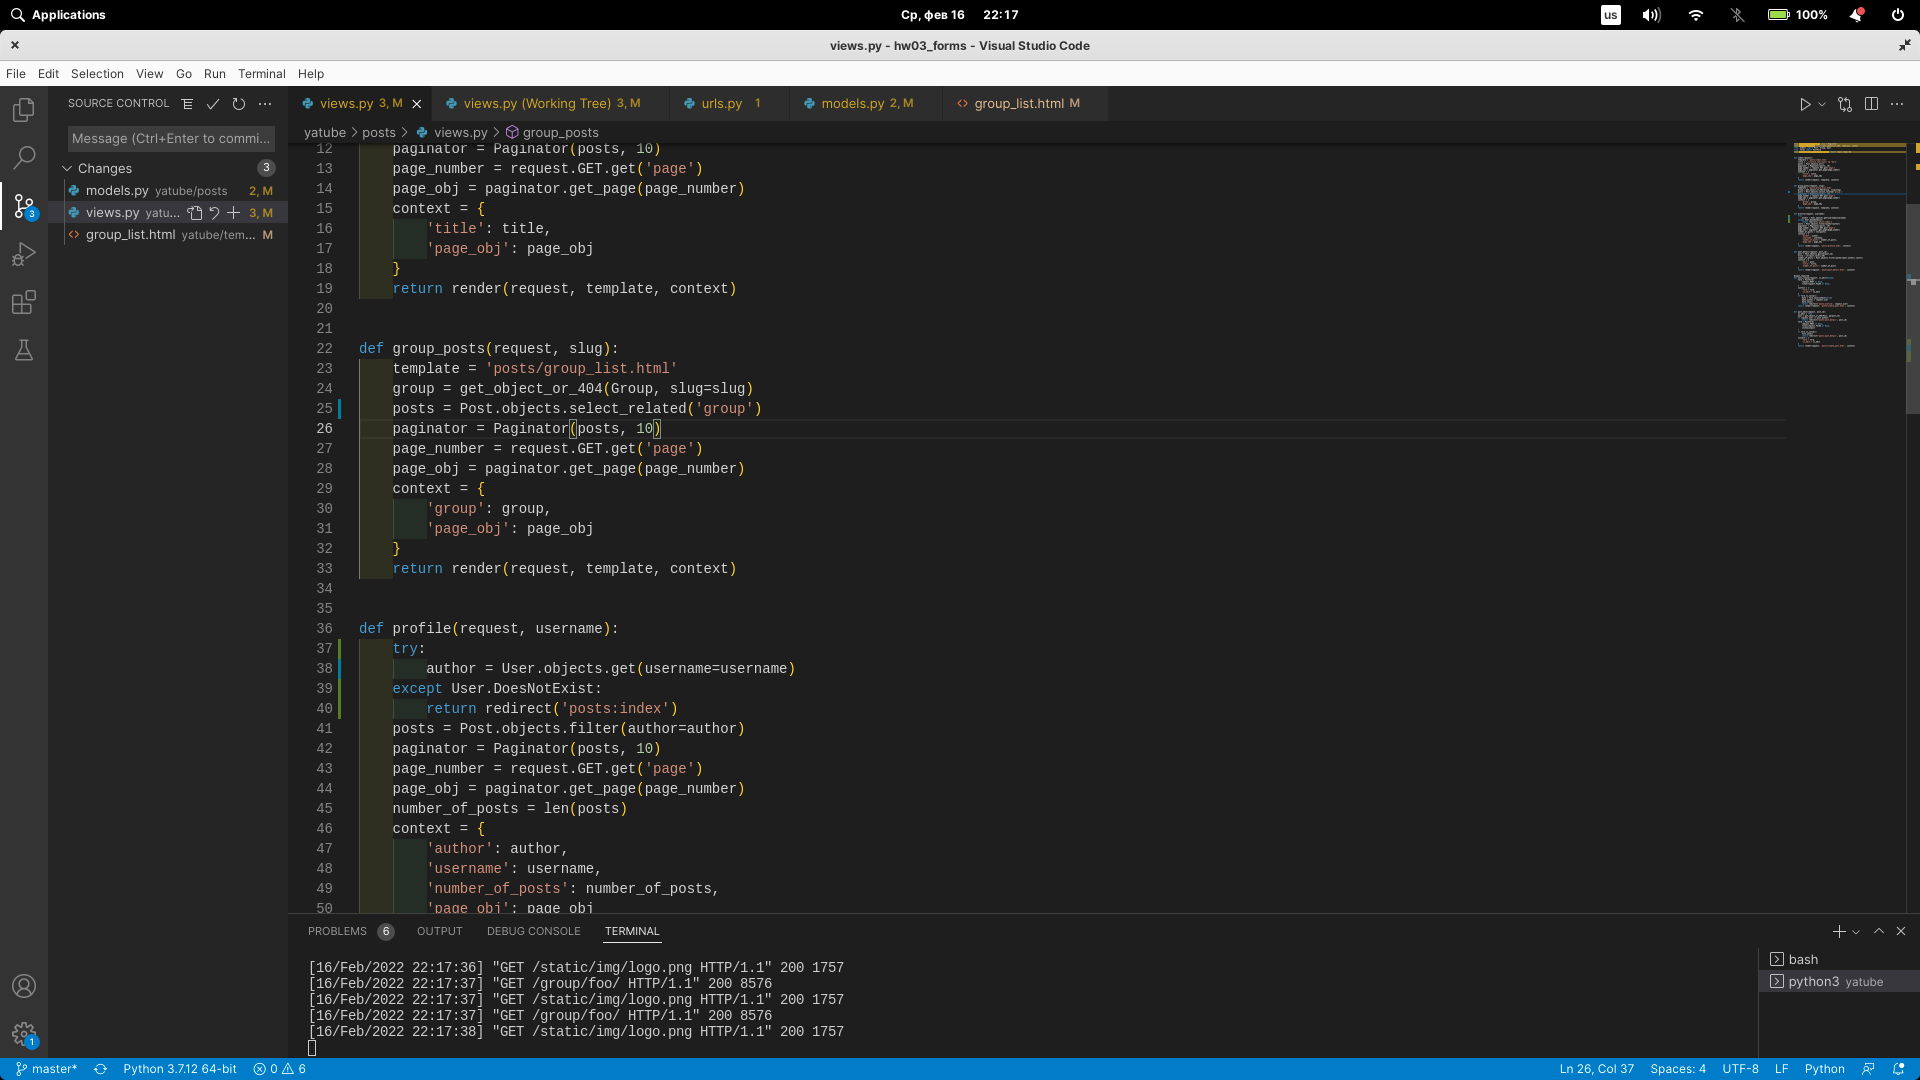 Applications
Ср, фев 16 22:17
us
100%
views.py - hw03_forms - Visual Studio Code
File Edit Selection View Go Run Terminal Help
SOURCE CONTROL
views.py 3, M
views.py (Working Tree) 3, M
urls.py 1
models.py 2, M
group_list.html M
Message (Ctrl+Enter to commi...
Changes 3
models.py yatube/posts 2, M
views.py yatu... 3, M
group_list.html yatube/tem... M
3
1
yatube > posts > views.py > group_posts
12 paginator = Paginator(posts, 10)
13 page_number = request.GET.get('page')
14 page_obj = paginator.get_page(page_number)
15 context = {
16 'title': title,
17 'page_obj': page_obj
18 }
19 return render(request, template, context)
20
21
22 def group_posts(request, slug):
23 template = 'posts/group_list.html'
24 group = get_object_or_404(Group, slug=slug)
25 posts = Post.objects.select_related('group')
26 paginator = Paginator(posts, 10)
27 page_number = request.GET.get('page')
28 page_obj = paginator.get_page(page_number)
29 context = {
30 'group': group,
31 'page_obj': page_obj
32 }
33 return render(request, template, context)
34
35
36 def profile(request, username):
37 try:
38 author = User.objects.get(username=username)
39 except User.DoesNotExist:
40 return redirect('posts:index')
41 posts = Post.objects.filter(author=author)
42 paginator = Paginator(posts, 10)
43 page_number = request.GET.get('page')
44 page_obj = paginator.get_page(page_number)
45 number_of_posts = len(posts)
46 context = {
47 'author': author,
48 'username': username,
49 'number_of_posts': number_of_posts,
50 'page_obj': page_obj
PROBLEMS 6 OUTPUT DEBUG CONSOLE TERMINAL
[16/Feb/2022 22:17:36] "GET /static/img/logo.png HTTP/1.1" 200 1757
[16/Feb/2022 22:17:37] "GET /group/foo/ HTTP/1.1" 200 8576
[16/Feb/2022 22:17:37] "GET /static/img/logo.png HTTP/1.1" 200 1757
[16/Feb/2022 22:17:37] "GET /group/foo/ HTTP/1.1" 200 8576
[16/Feb/2022 22:17:38] "GET /static/img/logo.png HTTP/1.1" 200 1757
bash
python3 yatube
master* Python 3.7.12 64-bit 0 6
Ln 26, Col 37 Spaces: 4 UTF-8 LF Python